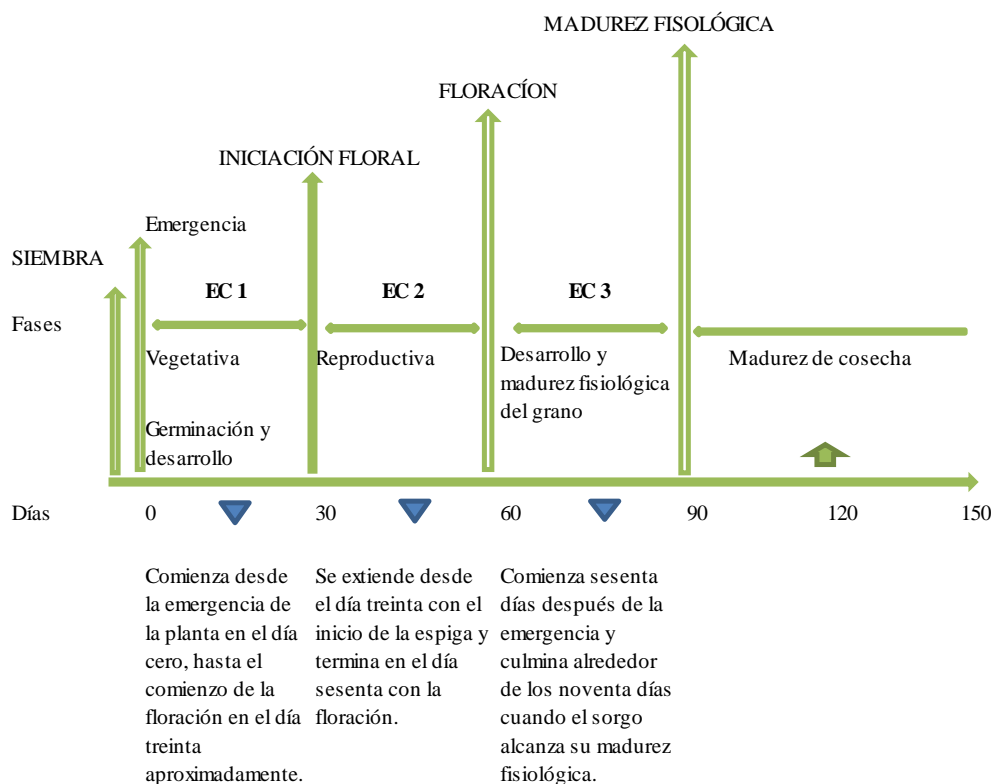 MADUREZ FISOLÓGICA
FLORACÍON
INICIACIÓN FLORAL
Emergencia
SIEMBRA
EC 1
EC 2
EC 3
Fases
Vegetativa
Reproductiva
Desarrollo y
madurez fisiológica
del grano
Madurez de cosecha
Germinación y
desarrollo
Días
0
30
60
90
120
150
Comienza desde
la emergencia de
la planta en el día
cero, hasta el
comienzo de la
floración en el día
treinta
aproximadamente.
Se extiende desde
el día treinta con el
inicio de la espiga y
termina en el día
sesenta con la
floración.
Comienza sesenta
días después de la
emergencia y
culmina alrededor
de los noventa días
cuando el sorgo
alcanza su madurez
fisiológica.